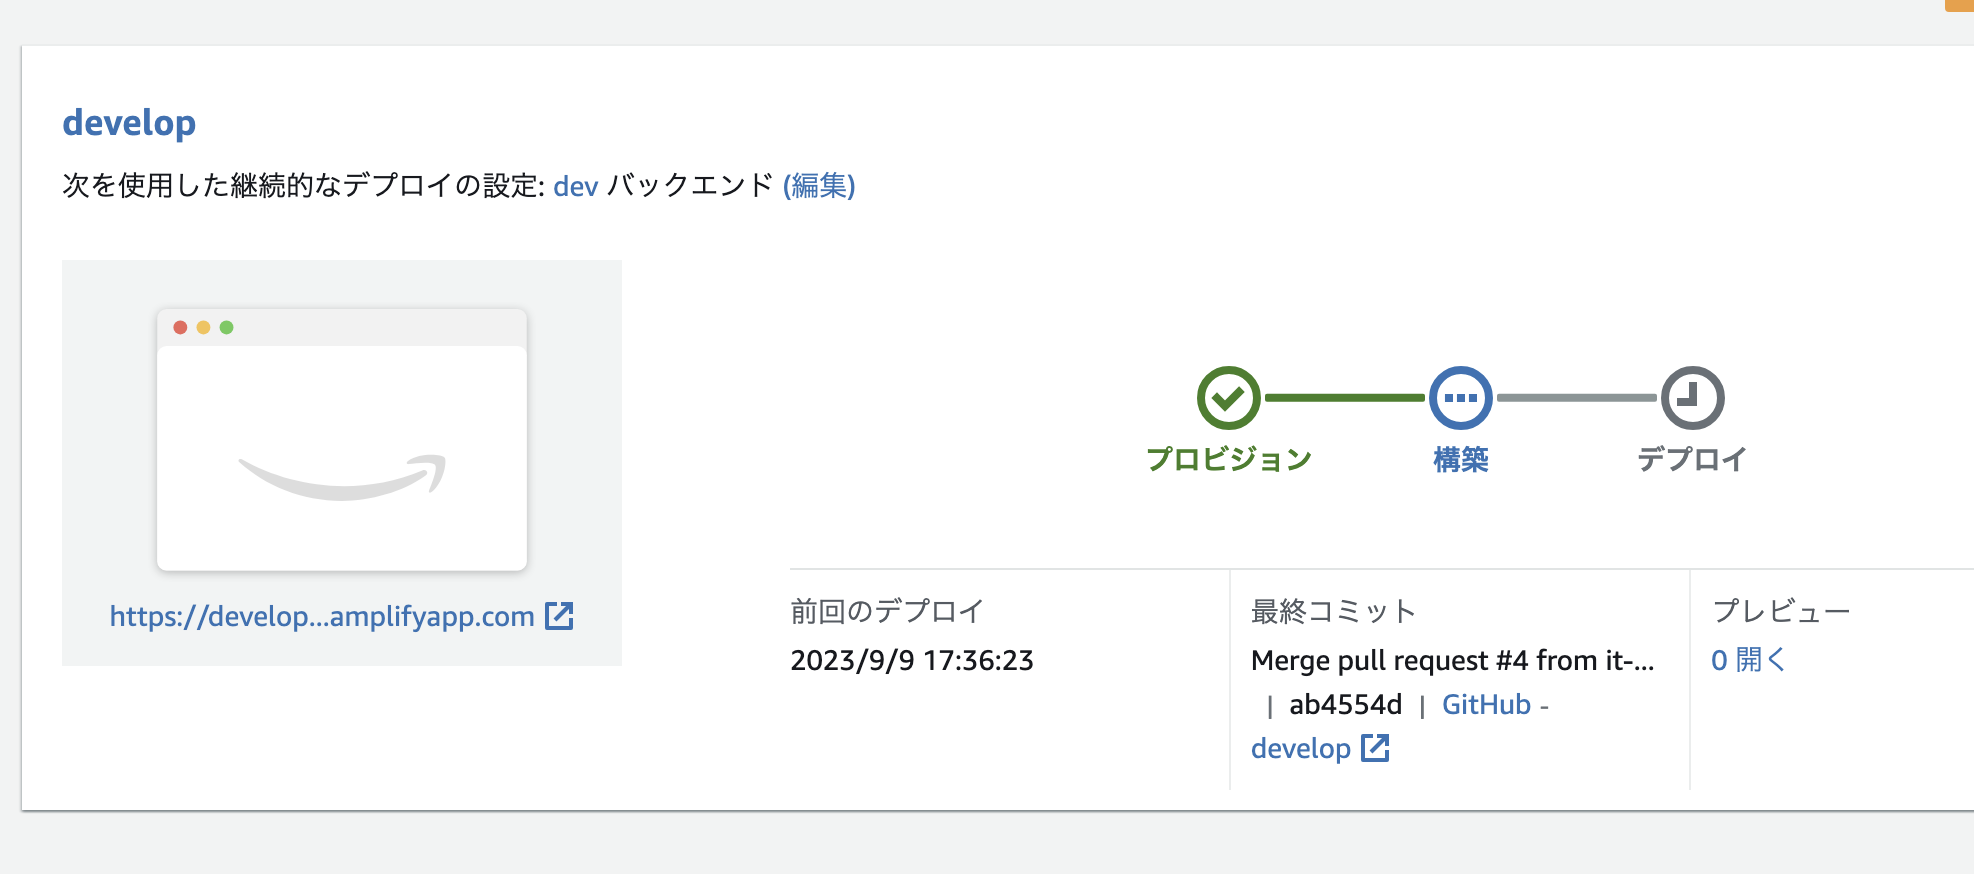 develop
次を使用した継続的なデプロイの設定: dev バックエンド (編集)
https://develop...amplifyapp.com
プロビジョン
構築
デプロイ
前回のデプロイ
2023/9/9 17:36:23
最終コミット
Merge pull request #4 from it-...
| ab4554d | GitHub -
develop
プレビュー
0 開く